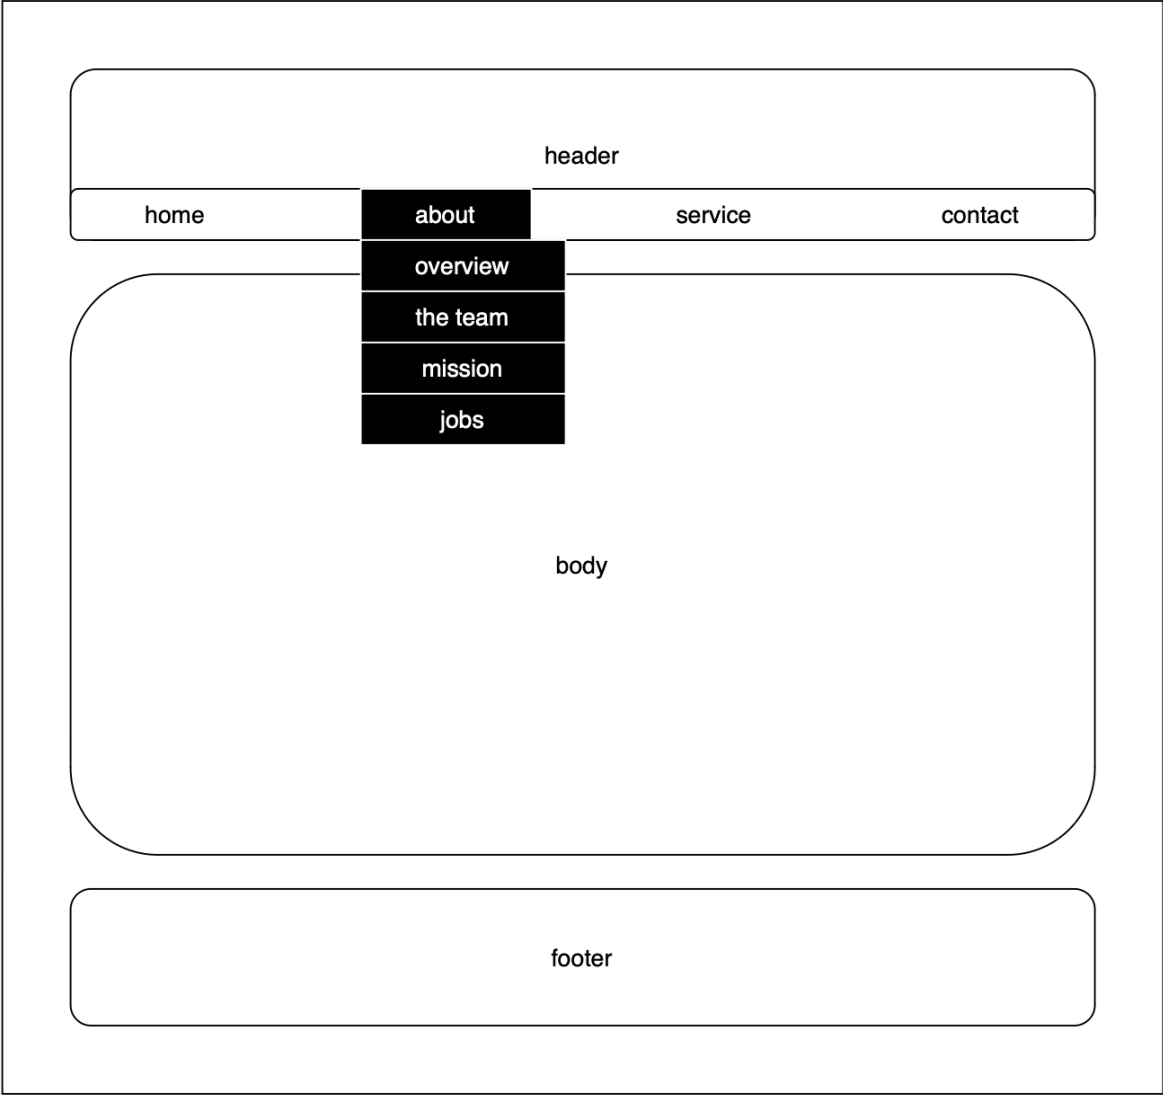 header
home about service contact
overview
the team
mission
jobs
body
footer